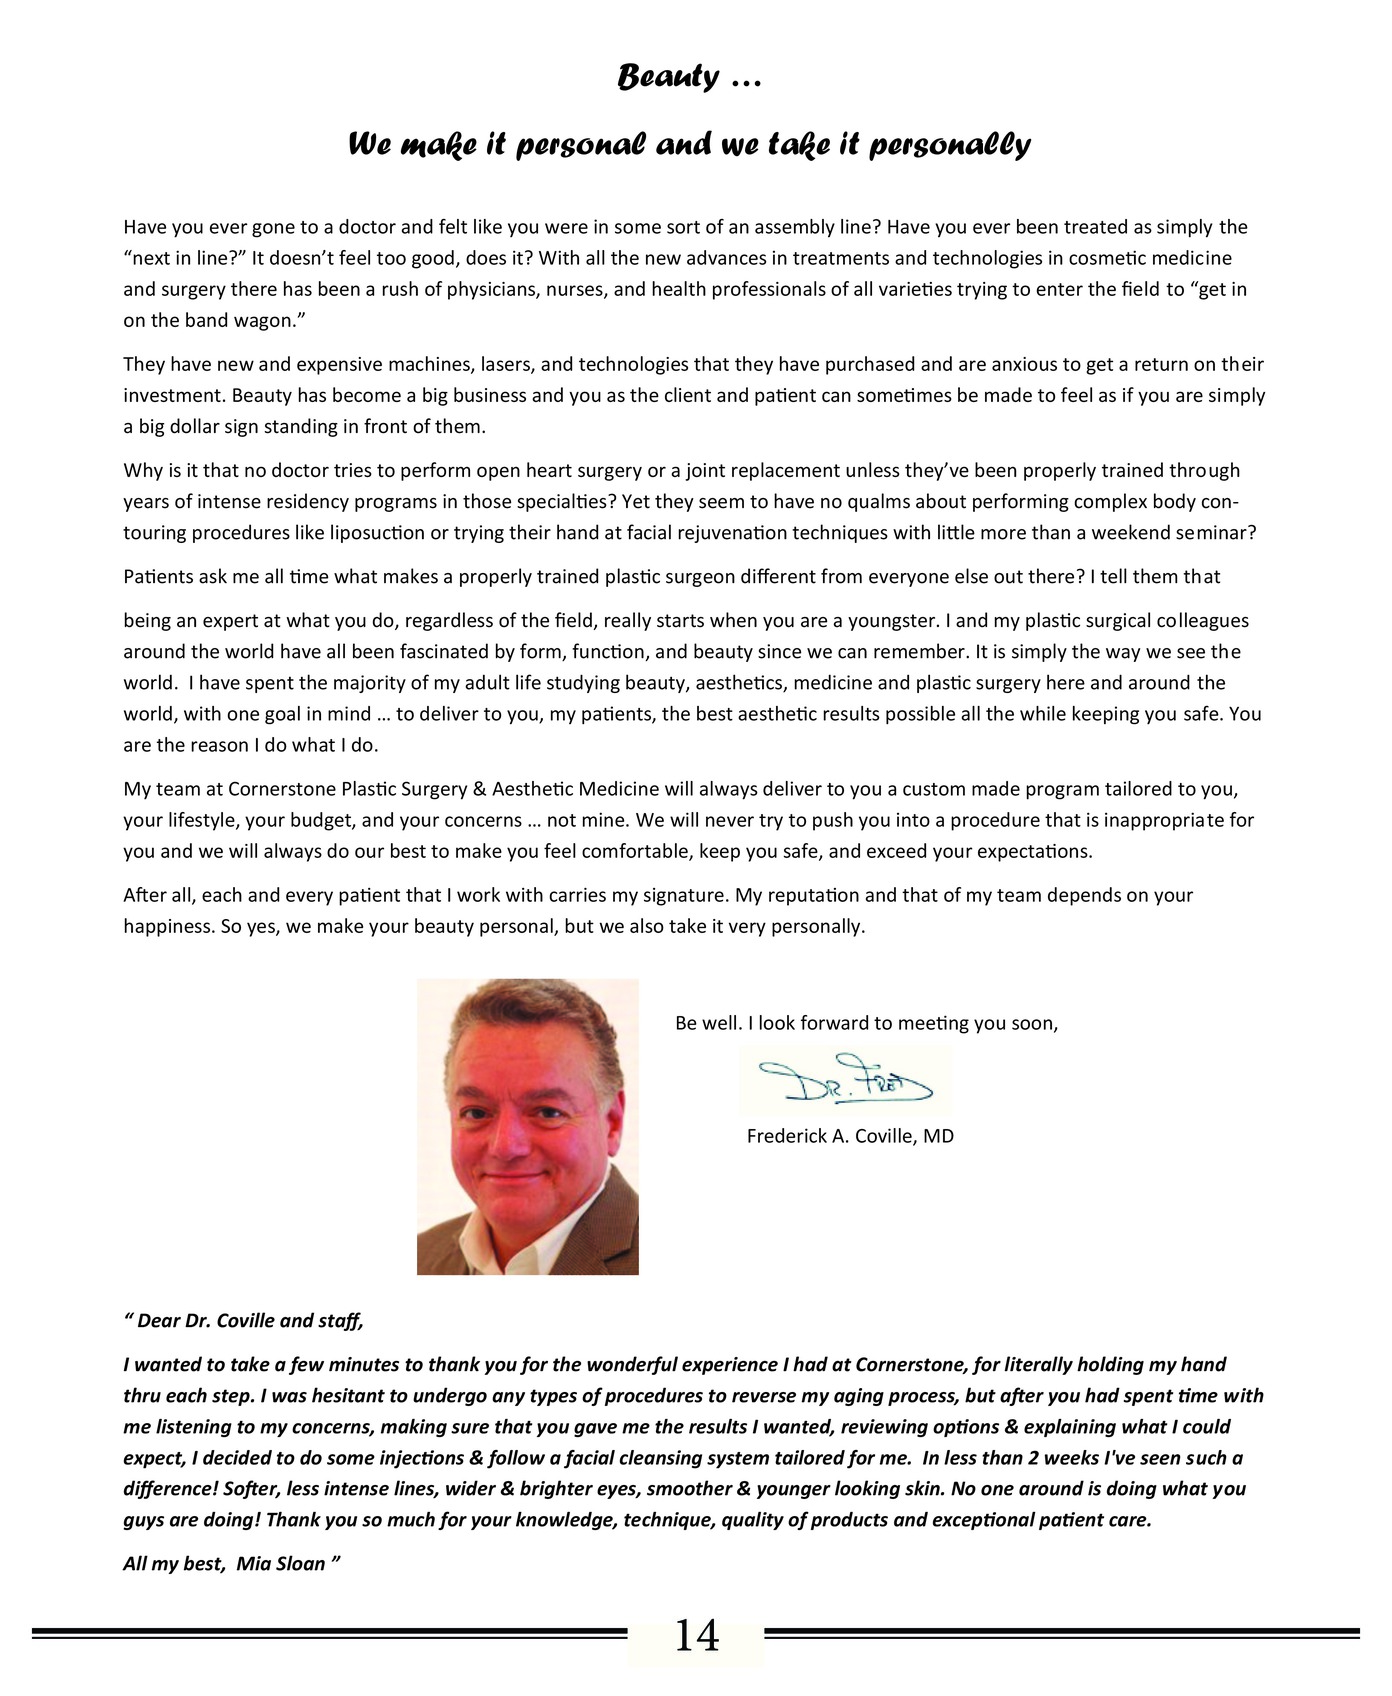 Beauty …
We make it personal and we take it personally
Have you ever gone to a doctor and felt like you were in some sort of an assembly line? Have you ever been treated as simply the
“next in line?” It doesn’t feel too good, does it? With all the new advances in treatments and technologies in cosmetic medicine
and surgery there has been a rush of physicians, nurses, and health professionals of all varieties trying to enter the field to “get in
on the band wagon.”
They have new and expensive machines, lasers, and technologies that they have purchased and are anxious to get a return on their
investment. Beauty has become a big business and you as the client and patient can sometimes be made to feel as if you are simply
a big dollar sign standing in front of them.
Why is it that no doctor tries to perform open heart surgery or a joint replacement unless they’ve been properly trained through
years of intense residency programs in those specialties? Yet they seem to have no qualms about performing complex body con-
touring procedures like liposuction or trying their hand at facial rejuvenation techniques with little more than a weekend seminar?
Patients ask me all time what makes a properly trained plastic surgeon different from everyone else out there? I tell them that
being an expert at what you do, regardless of the field, really starts when you are a youngster. I and my plastic surgical colleagues
around the world have all been fascinated by form, function, and beauty since we can remember. It is simply the way we see the
world.  I have spent the majority of my adult life studying beauty, aesthetics, medicine and plastic surgery here and around the
world, with one goal in mind … to deliver to you, my patients, the best aesthetic results possible all the while keeping you safe. You
are the reason I do what I do.
My team at Cornerstone Plastic Surgery & Aesthetic Medicine will always deliver to you a custom made program tailored to you,
your lifestyle, your budget, and your concerns … not mine. We will never try to push you into a procedure that is inappropriate for
you and we will always do our best to make you feel comfortable, keep you safe, and exceed your expectations.
After all, each and every patient that I work with carries my signature. My reputation and that of my team depends on your
happiness. So yes, we make your beauty personal, but we also take it very personally.
Be well. I look forward to meeting you soon,
Dr. Fred
Frederick A. Coville, MD
“ Dear Dr. Coville and staff,
I wanted to take a few minutes to thank you for the wonderful experience I had at Cornerstone, for literally holding my hand
thru each step. I was hesitant to undergo any types of procedures to reverse my aging process, but after you had spent time with
me listening to my concerns, making sure that you gave me the results I wanted, reviewing options & explaining what I could
expect, I decided to do some injections & follow a facial cleansing system tailored for me.  In less than 2 weeks I've seen such a
difference! Softer, less intense lines, wider & brighter eyes, smoother & younger looking skin. No one around is doing what you
guys are doing! Thank you so much for your knowledge, technique, quality of products and exceptional patient care.
All my best,  Mia Sloan ”
14